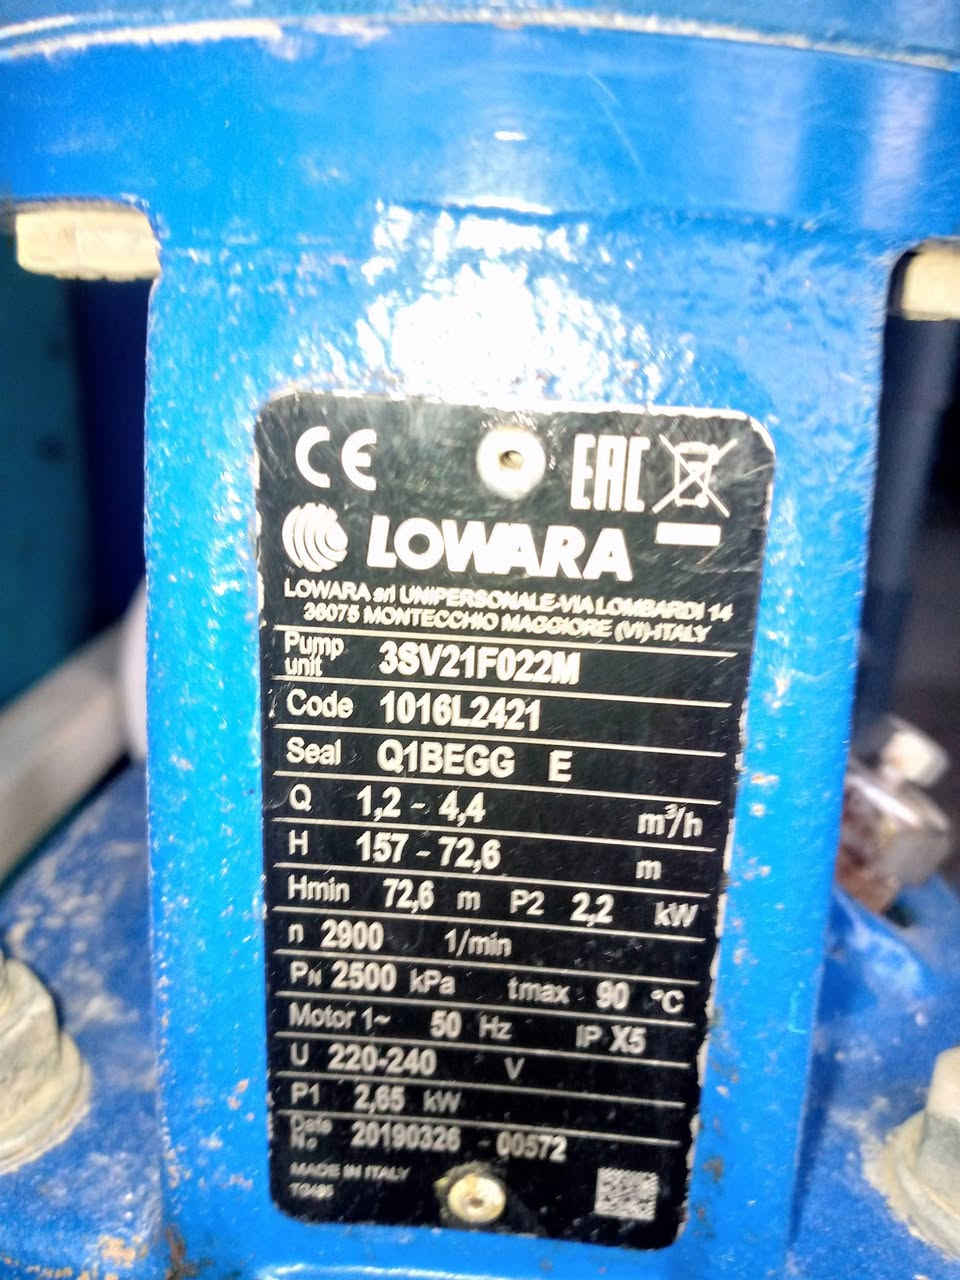 CE EAC
LOWARA
LOWARA srl UNIPERSONALE-VIA LOMBARDI 14
36075 MONTECCHIO MAGGIORE (VI)-ITALY
Pump unit 3SV21F022M
Code 1016L2421
Seal Q1BEGG E
Q 1,2 - 4,4 m³/h
H 157 - 72,6 m
Hmin 72,6 m P2 2,2 kW
n 2900 1/min
PN 2500 kPa tmax 90 °C
Motor 1~ 50 Hz IP X5
U 220-240 V
P1 2,65 kW
Date N.o 20190326 - 00572
MADE IN ITALY